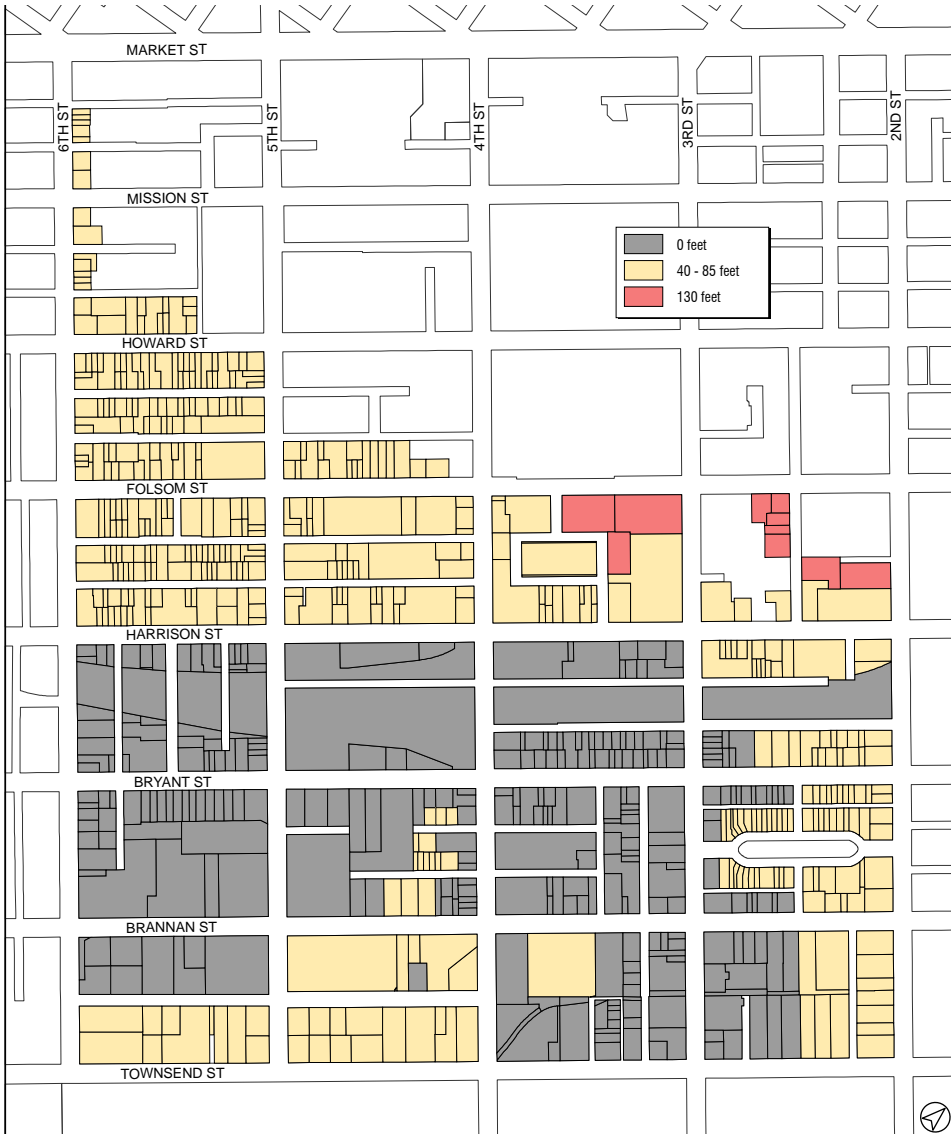 MARKET ST
6TH ST
5TH ST
4TH ST
3RD ST
2ND ST
MISSION ST
0 feet
40 - 85 feet
130 feet
HOWARD ST
FOLSOM ST
HARRISON ST
BRYANT ST
BRANNAN ST
TOWNSEND ST